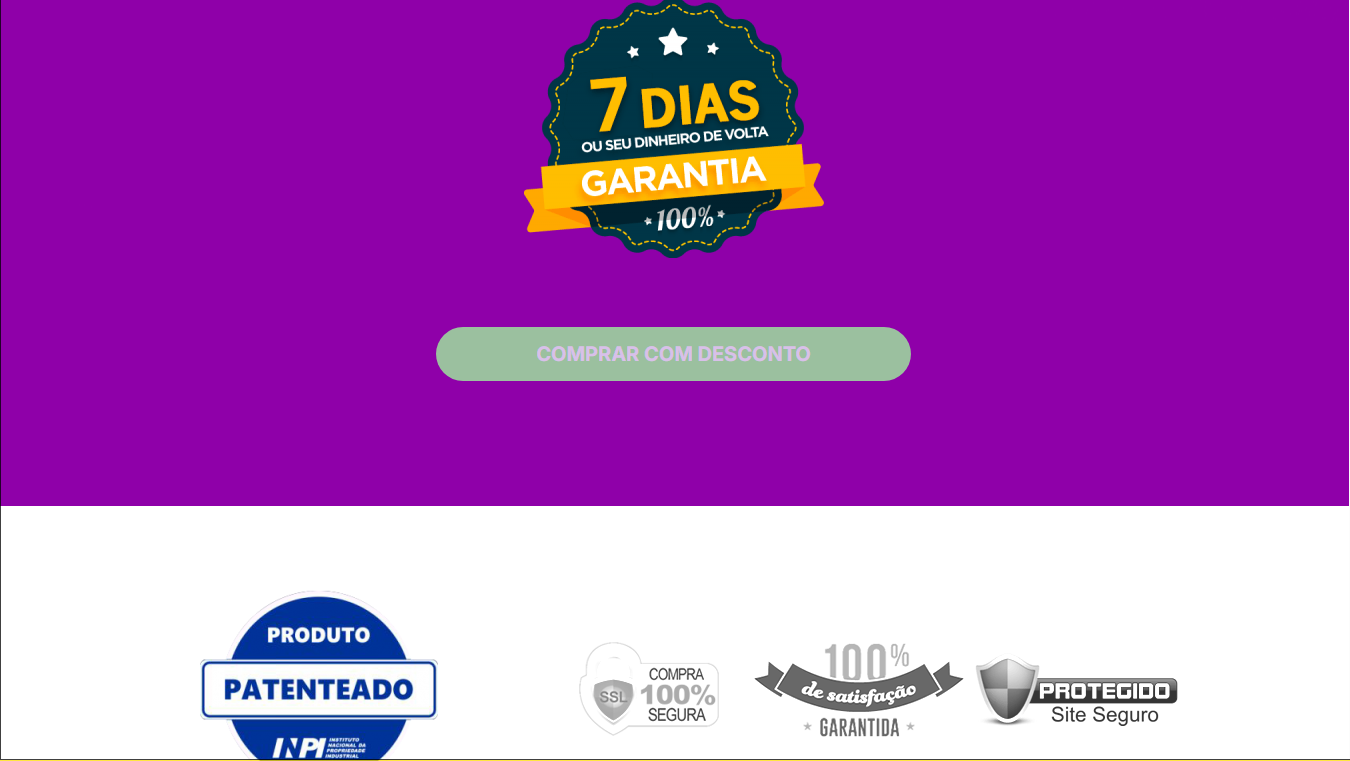 7 DIAS
OU SEU DINHEIRO DE VOLTA
GARANTIA
100%
COMPRAR COM DESCONTO
PRODUTO
PATENTEADO
INPI INSTITUTO
NACIONAL DA
PROPRIEDADE
INDUSTRIAL
SSL
COMPRA
100%
SEGURA
100%
de satisfação
GARANTIDA
PROTEGIDO
Site Seguro